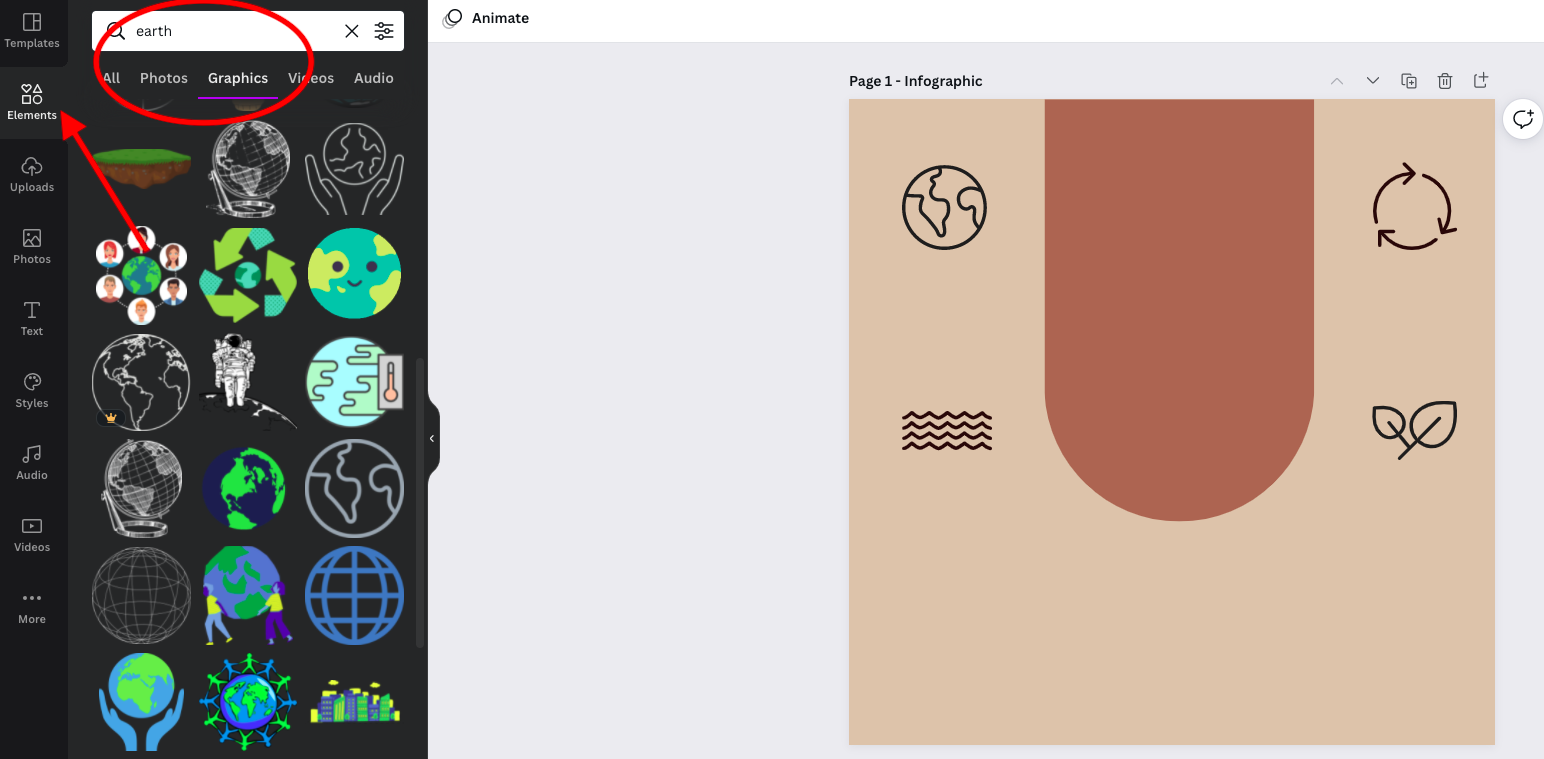 Templates
Elements
Uploads
Photos
Text
Styles
Audio
Videos
More
earth
All Photos Graphics Videos Audio
Animate
Page 1 - Infographic